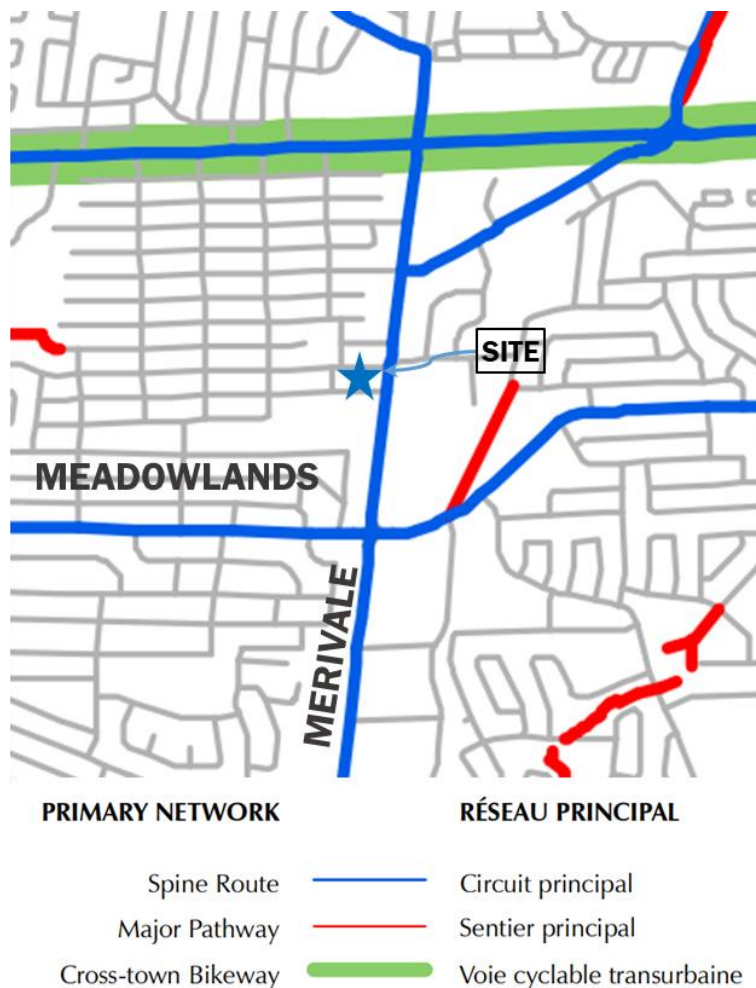 SITE
MEADOWLANDS
MERIVALE
PRIMARY NETWORK
RÉSEAU PRINCIPAL
Spine Route
Circuit principal
Major Pathway
Sentier principal
Cross-town Bikeway
Voie cyclable transurbaine